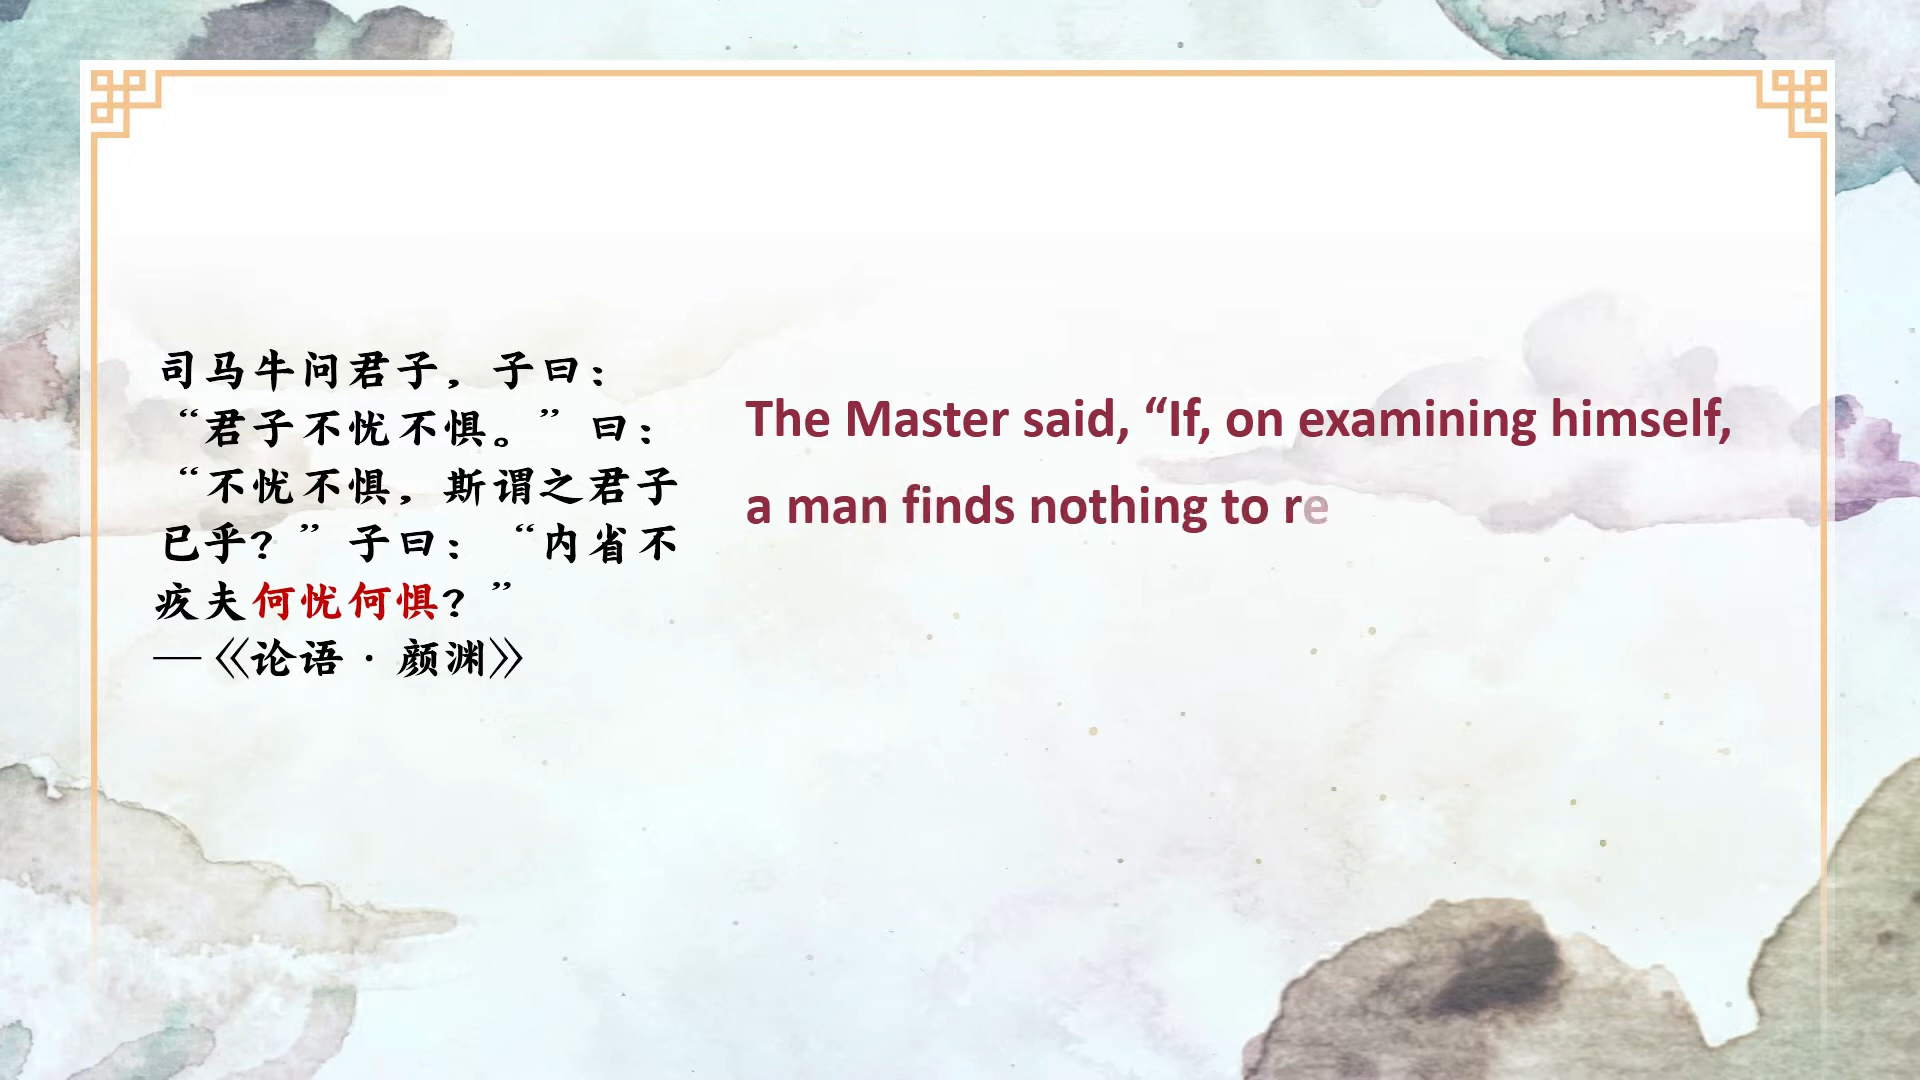 司马牛问君子，子曰：
“君子不忧不惧。”曰：
“不忧不惧，斯谓之君子
已乎？”子曰：“内省不
疚夫何忧何惧？”
—《论语·颜渊》
The Master said, “If, on examining himself,
a man finds nothing to re